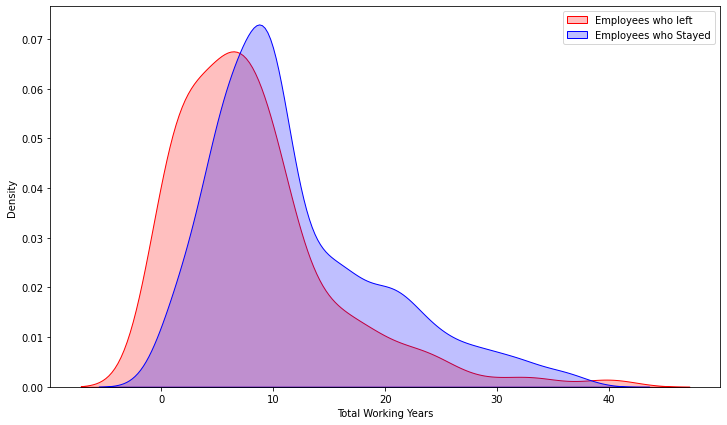 Employees who left
Employees who Stayed
0.07
0.06
0.05
0.04
0.03
0.02
0.01
0.00
Density
0 10 20 30 40
Total Working Years